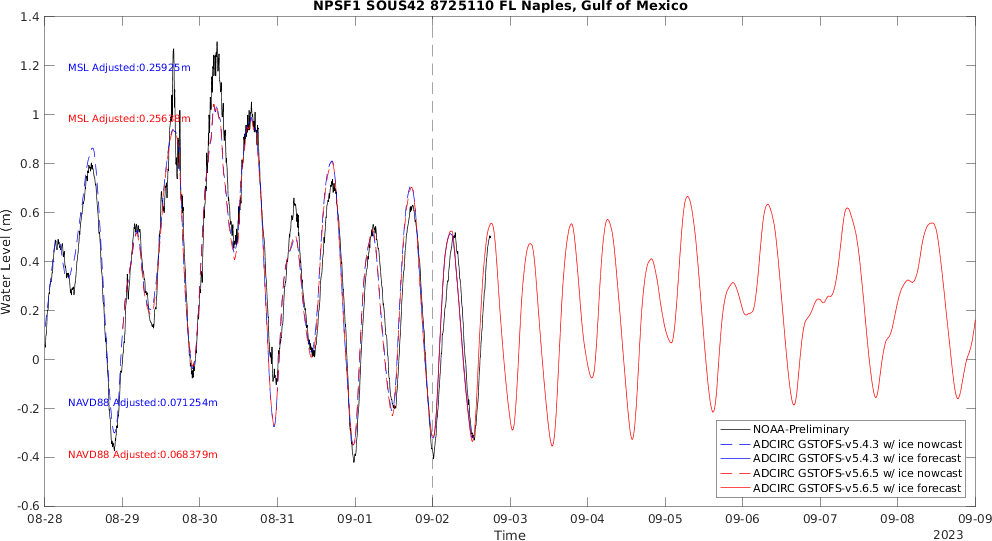 NPSF1 SOUS42 8725110 FL Naples, Gulf of Mexico
1.4
1.2
1
0.8
0.6
0.4
0.2
0
-0.2
-0.4
-0.6
Water Level (m)
MSL Adjusted:0.25925m
MSL Adjusted:0.25638m
NAVD88 Adjusted:0.071254m
NAVD88 Adjusted:0.068379m
NOAA-Preliminary
ADCIRC GSTOFS-v5.4.3 w/ ice nowcast
ADCIRC GSTOFS-v5.4.3 w/ ice forecast
ADCIRC GSTOFS-v5.6.5 w/ ice nowcast
ADCIRC GSTOFS-v5.6.5 w/ ice forecast
08-28 08-29 08-30 08-31 09-01 09-02 09-03 09-04 09-05 09-06 09-07 09-08 09-09
Time
2023